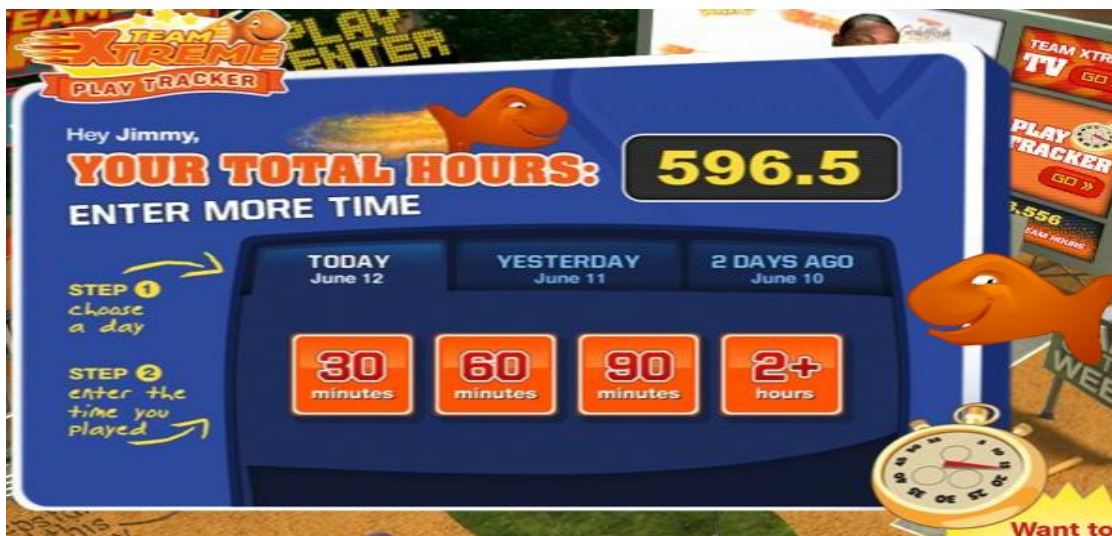 TEAM
XTREME
PLAY TRACKER
PLAY
Goldfish
TEAM
TV GO
PLAY
TRACKER
GO »
TEAM HOURS
Hey Jimmy,
YOUR TOTAL HOURS: 596.5
ENTER MORE TIME
TODAY
June 12
YESTERDAY
June 11
2 DAYS AGO
June 10
STEP 1
choose
a day
STEP 2
enter the
time you
played
30
minutes
60
minutes
90
minutes
2+
hours
Want to